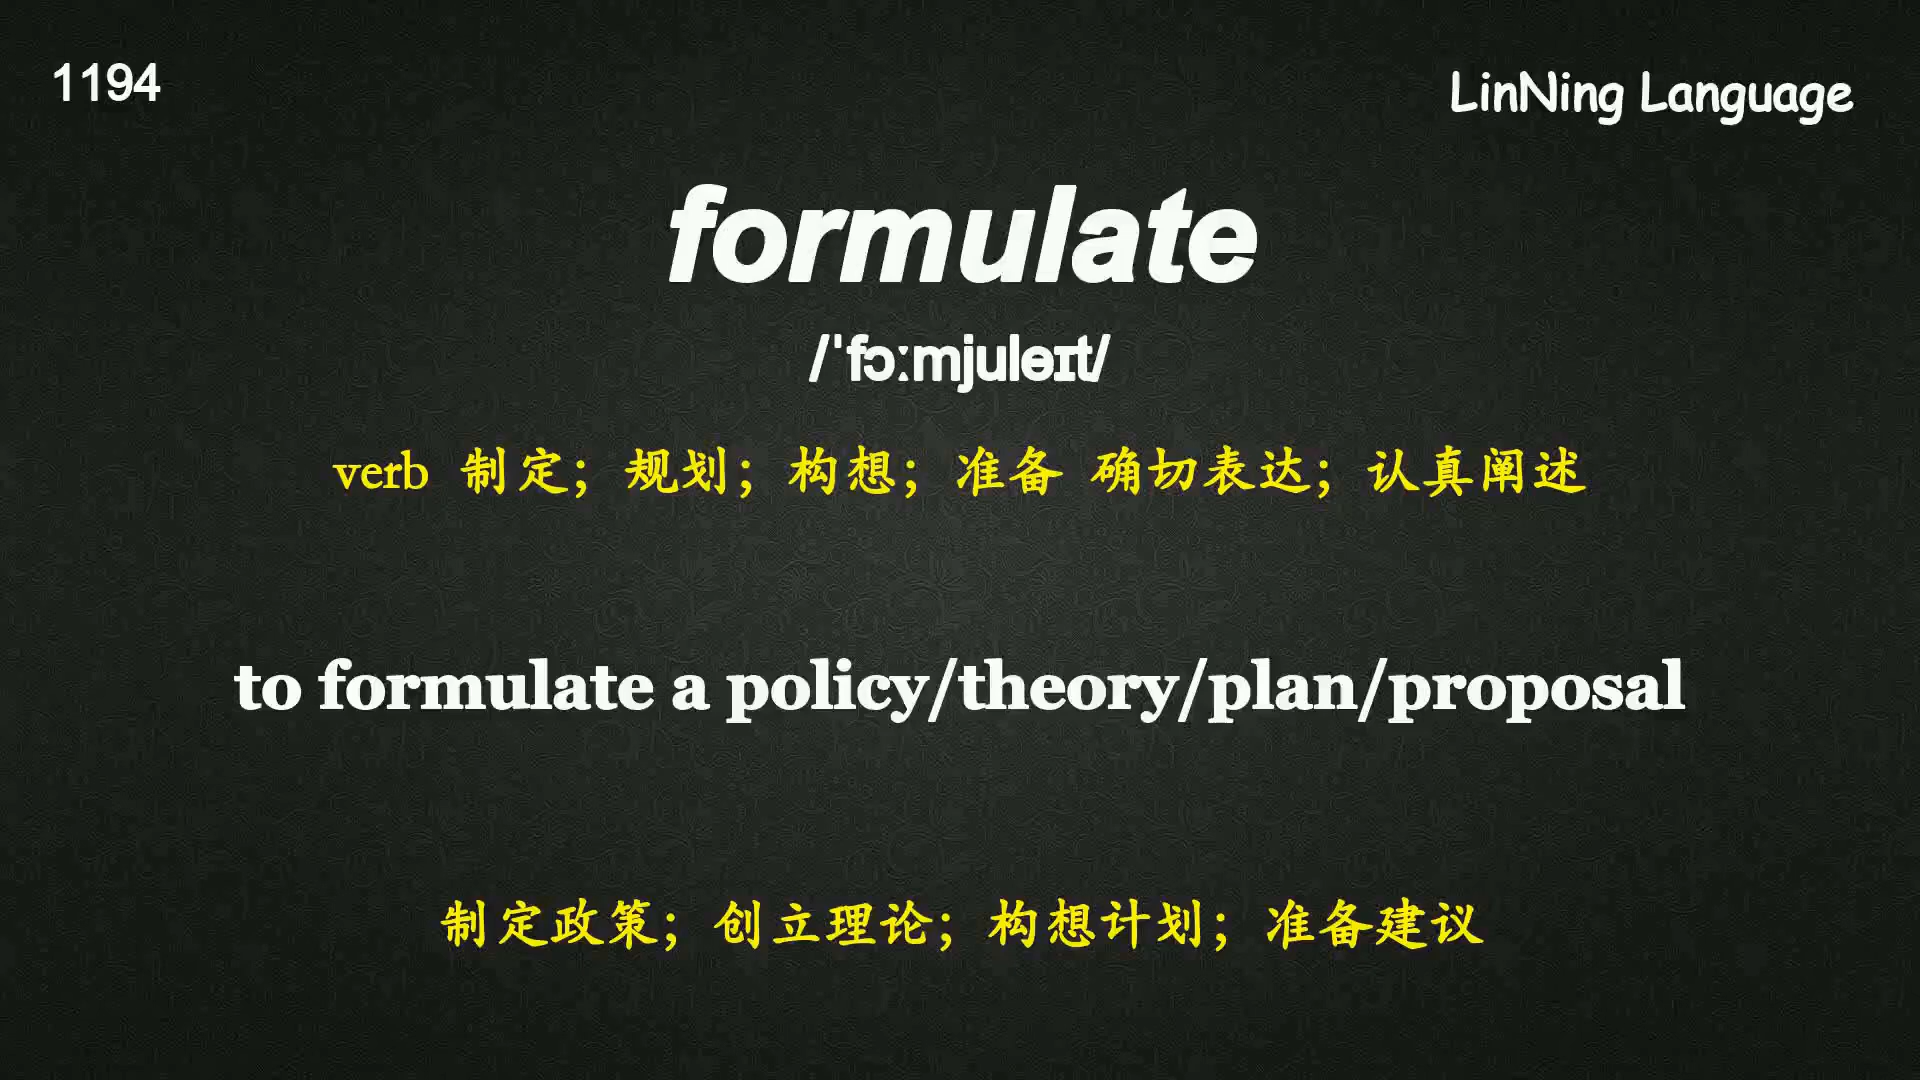 1194
LinNing Language
formulate
/ˈfɔːmjuleɪt/
verb 制定；规划；构想；准备 确切表达；认真阐述
to formulate a policy/theory/plan/proposal
制定政策；创立理论；构想计划；准备建议